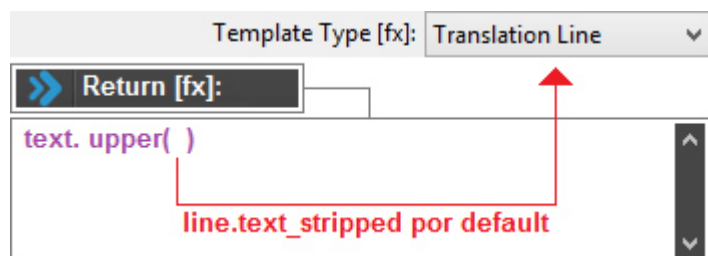 Template Type [fx]: Translation Line
Return [fx]:
text. upper( )
line.text_stripped por default